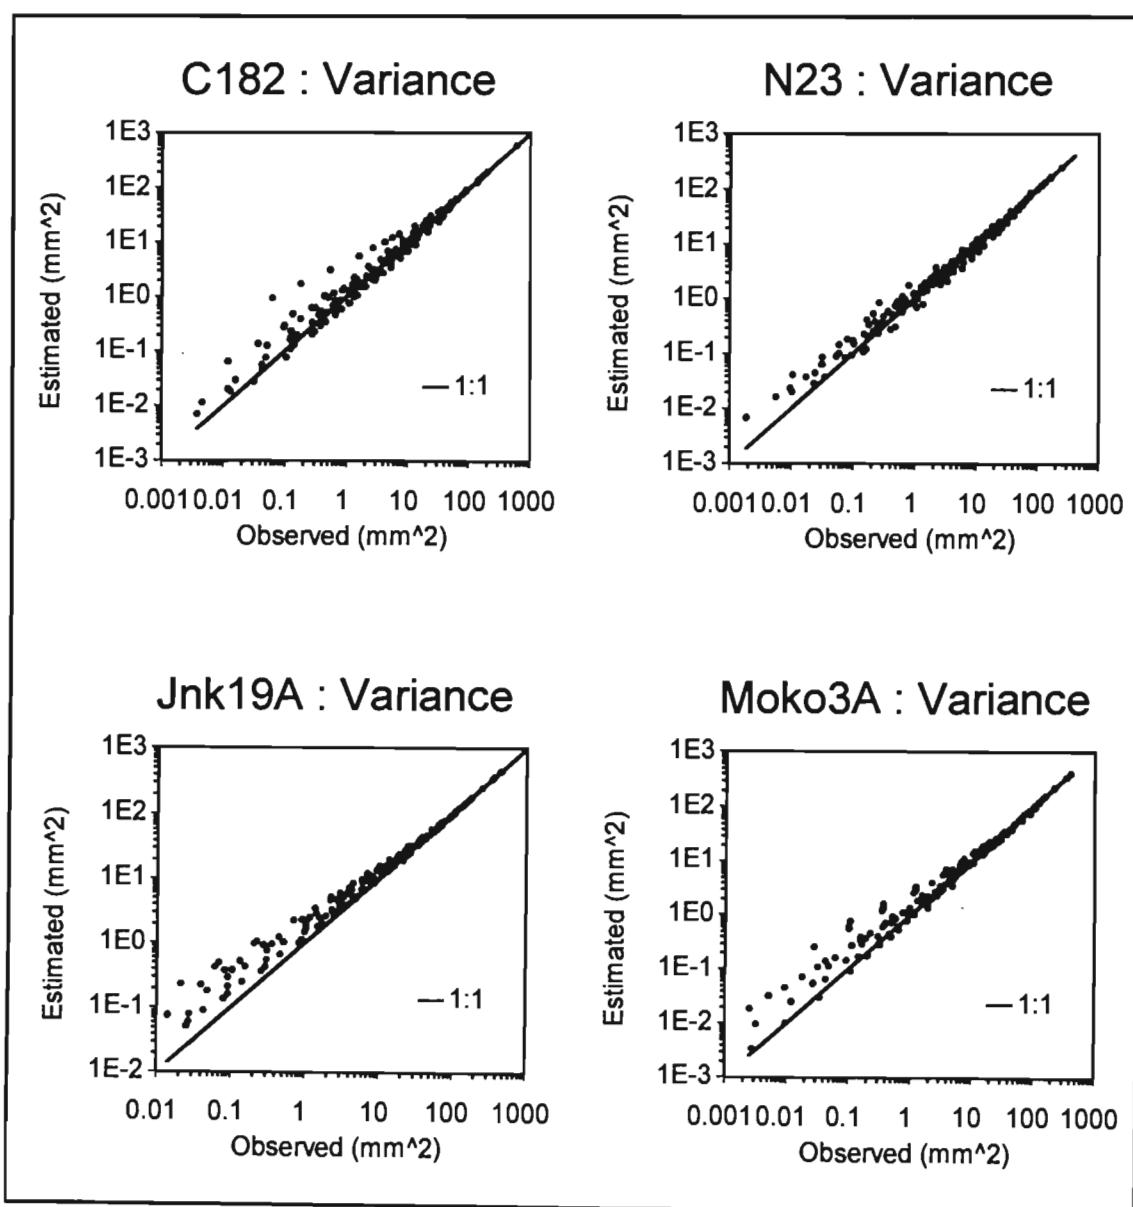 C182 : Variance
1E3
1E2
1E1
1E0
1E-1
1E-2
1E-3
Estimated (mm^2)
1:1
0.001 0.01 0.1 1 10 100 1000
Observed (mm^2)
N23 : Variance
1E3
1E2
1E1
1E0
1E-1
1E-2
1E-3
Estimated (mm^2)
1:1
0.001 0.01 0.1 1 10 100 1000
Observed (mm^2)
Jnk19A : Variance
1E3
1E2
1E1
1E0
1E-1
1E-2
Estimated (mm^2)
1:1
0.01 0.1 1 10 100 1000
Observed (mm^2)
Moko3A : Variance
1E3
1E2
1E1
1E0
1E-1
1E-2
1E-3
Estimated (mm^2)
1:1
0.001 0.01 0.1 1 10 100 1000
Observed (mm^2)